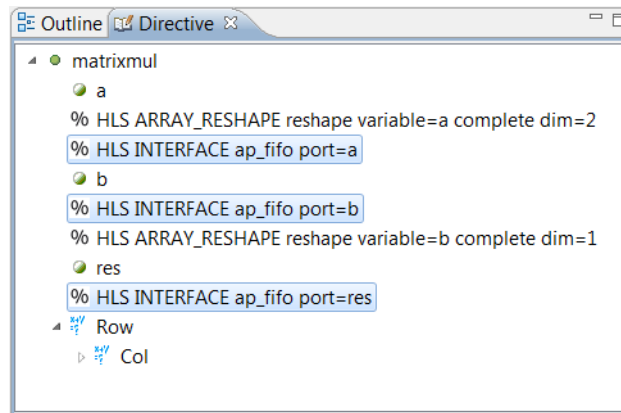 Outline Directive
matrixmul
a
% HLS ARRAY_RESHAPE reshape variable=a complete dim=2
% HLS INTERFACE ap_fifo port=a
b
% HLS INTERFACE ap_fifo port=b
% HLS ARRAY_RESHAPE reshape variable=b complete dim=1
res
% HLS INTERFACE ap_fifo port=res
Row
Col